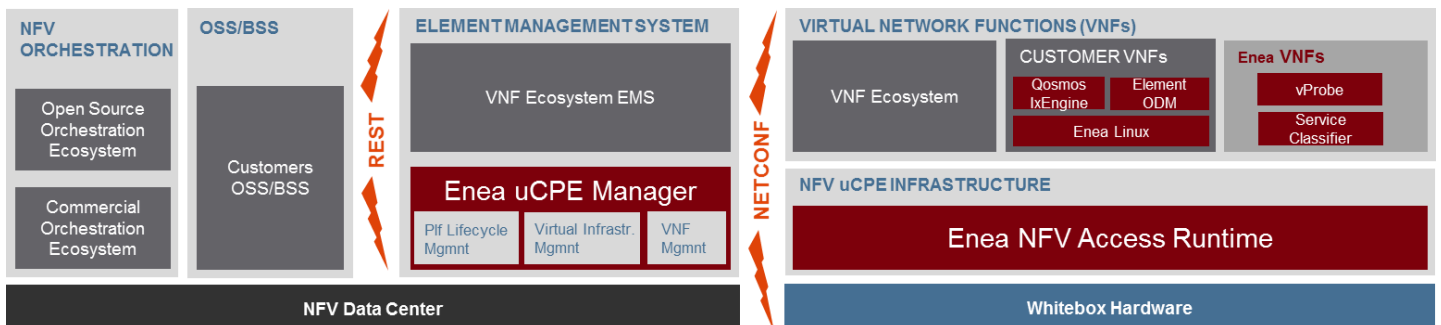 NFV
ORCHESTRATION
Open Source
Orchestration
Ecosystem
Commercial
Orchestration
Ecosystem
OSS/BSS
Customers
OSS/BSS
REST
ELEMENT MANAGEMENT SYSTEM
VNF Ecosystem EMS
Enea uCPE Manager
Plf Lifecycle
Mgmnt
Virtual Infrastr.
Mgmnt
VNF
Mgmnt
NFV Data Center
NETCONF
VIRTUAL NETWORK FUNCTIONS (VNFs)
VNF Ecosystem
CUSTOMER VNFs
Qosmos
IxEngine
Element
ODM
Enea Linux
Enea VNFs
vProbe
Service
Classifier
NFV uCPE INFRASTRUCTURE
Enea NFV Access Runtime
Whitebox Hardware